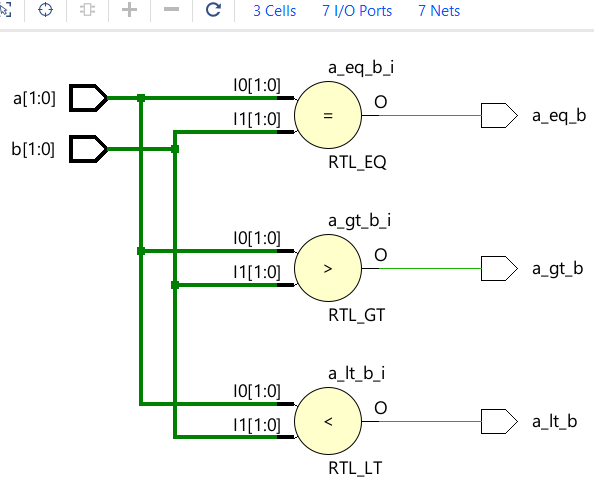 3 Cells 7 I/O Ports 7 Nets
a_eq_b_i
a[1:0] I0[1:0] O
= a_eq_b
b[1:0] I1[1:0]
RTL_EQ
a_gt_b_i
I0[1:0] O
> a_gt_b
I1[1:0]
RTL_GT
a_lt_b_i
I0[1:0] O
< a_lt_b
I1[1:0]
RTL_LT